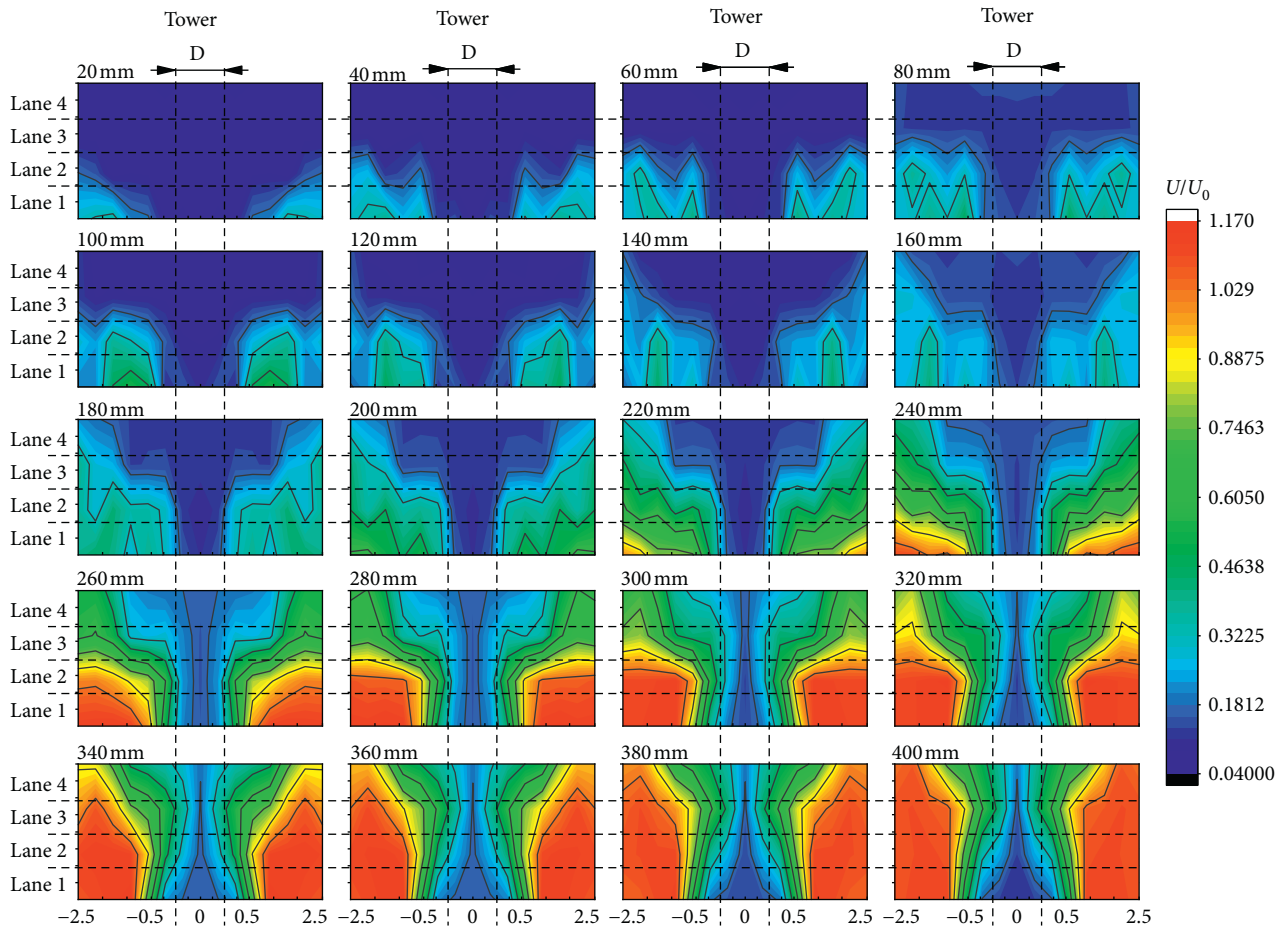 Tower Tower Tower Tower
D D D D
20 mm 40 mm 60 mm 80 mm
Lane 4
Lane 3
Lane 2
Lane 1
100 mm 120 mm 140 mm 160 mm
Lane 4
Lane 3
Lane 2
Lane 1
180 mm 200 mm 220 mm 240 mm
Lane 4
Lane 3
Lane 2
Lane 1
260 mm 280 mm 300 mm 320 mm
Lane 4
Lane 3
Lane 2
Lane 1
340 mm 360 mm 380 mm 400 mm
Lane 4
Lane 3
Lane 2
Lane 1
−2.5 −0.5 0 0.5 2.5 −2.5 −0.5 0 0.5 2.5 −2.5 −0.5 0 0.5 2.5 −2.5 −0.5 0 0.5 2.5
U/U0
1.170
1.029
0.8875
0.7463
0.6050
0.4638
0.3225
0.1812
0.04000